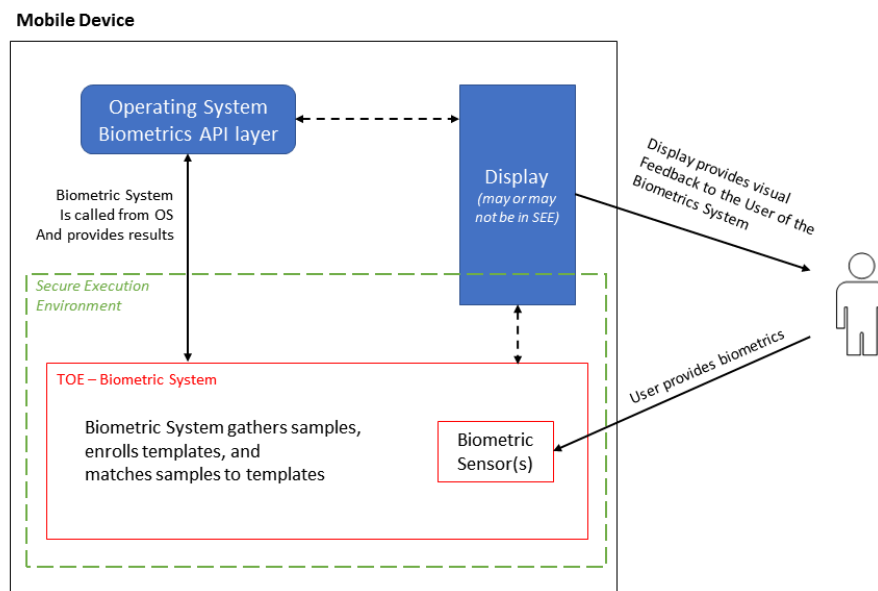 Mobile Device
Operating System
Biometrics API layer
Display
(may or may
not be in SEE)
Biometric System
Is called from OS
And provides results
Display provides visual
Feedback to the User of the
Biometrics System
Secure Execution
Environment
User provides biometrics
TOE – Biometric System
Biometric System gathers samples,
enrolls templates, and
matches samples to templates
Biometric
Sensor(s)